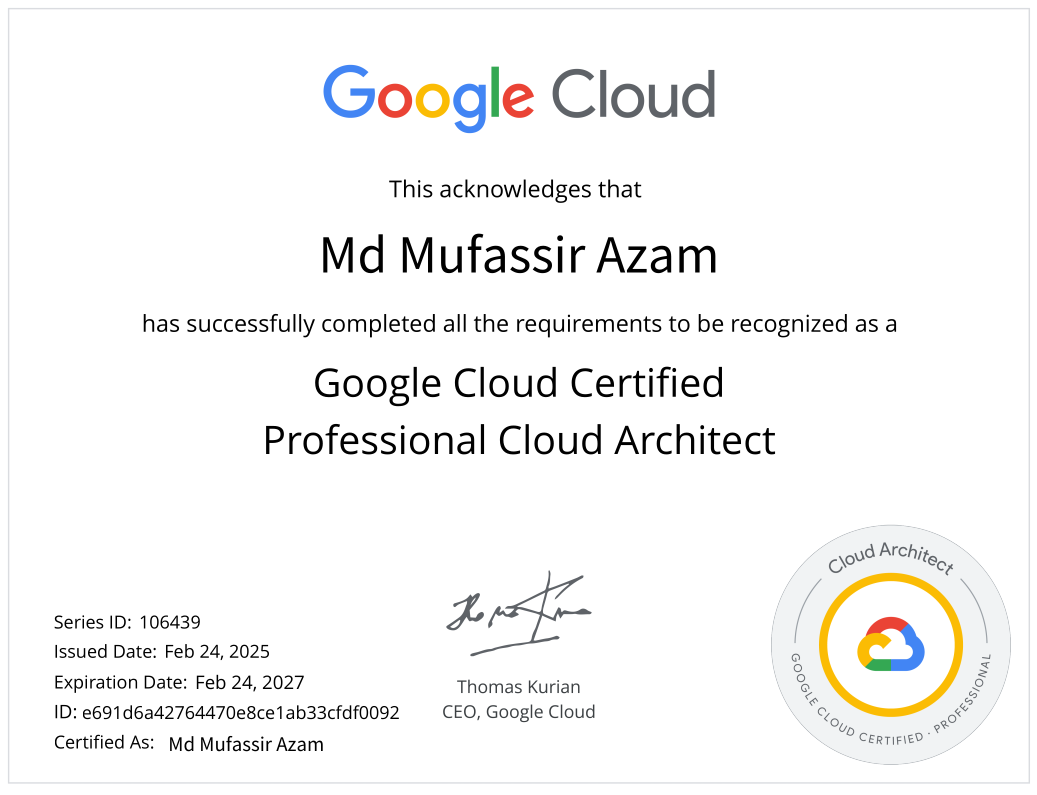 Google Cloud
This acknowledges that
Md Mufassir Azam
has successfully completed all the requirements to be recognized as a
Google Cloud Certified
Professional Cloud Architect
Series ID: 106439
Issued Date: Feb 24, 2025
Expiration Date: Feb 24, 2027
ID: e691d6a42764470e8ce1ab33cfdf0092
Certified As: Md Mufassir Azam
Thomas Kurian
CEO, Google Cloud
Cloud Architect
GOOGLE CLOUD CERTIFIED · PROFESSIONAL